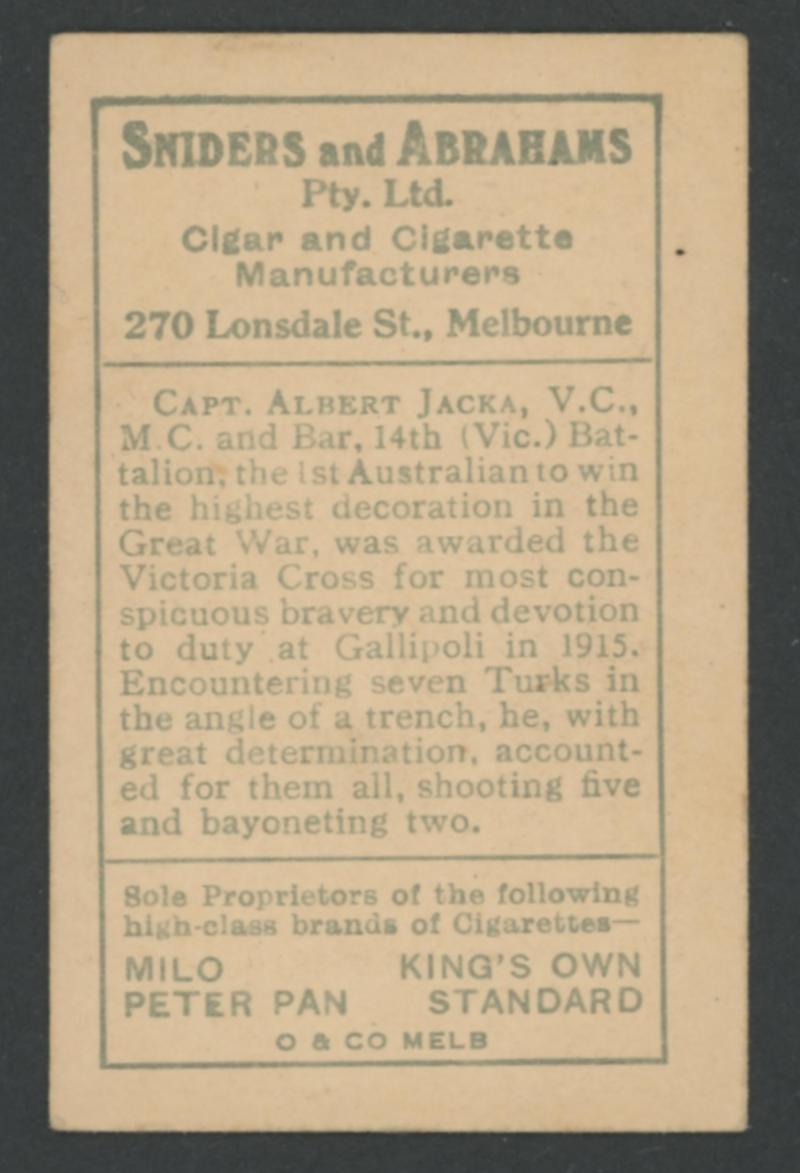 SNIDERS and ABRAHAMS
Pty. Ltd.
Cigar and Cigarette
Manufacturers
270 Lonsdale St., Melbourne
CAPT. ALBERT JACKA, V.C.,
M.C. and Bar, 14th (Vic.) Bat-
talion, the 1st Australian to win
the highest decoration in the
Great War, was awarded the
Victoria Cross for most con-
spicuous bravery and devotion
to duty at Gallipoli in 1915.
Encountering seven Turks in
the angle of a trench, he, with
great determination, account-
ed for them all, shooting five
and bayoneting two.
Sole Proprietors of the following
high-class brands of Cigarettes—
MILO KING'S OWN
PETER PAN STANDARD
O & CO MELB